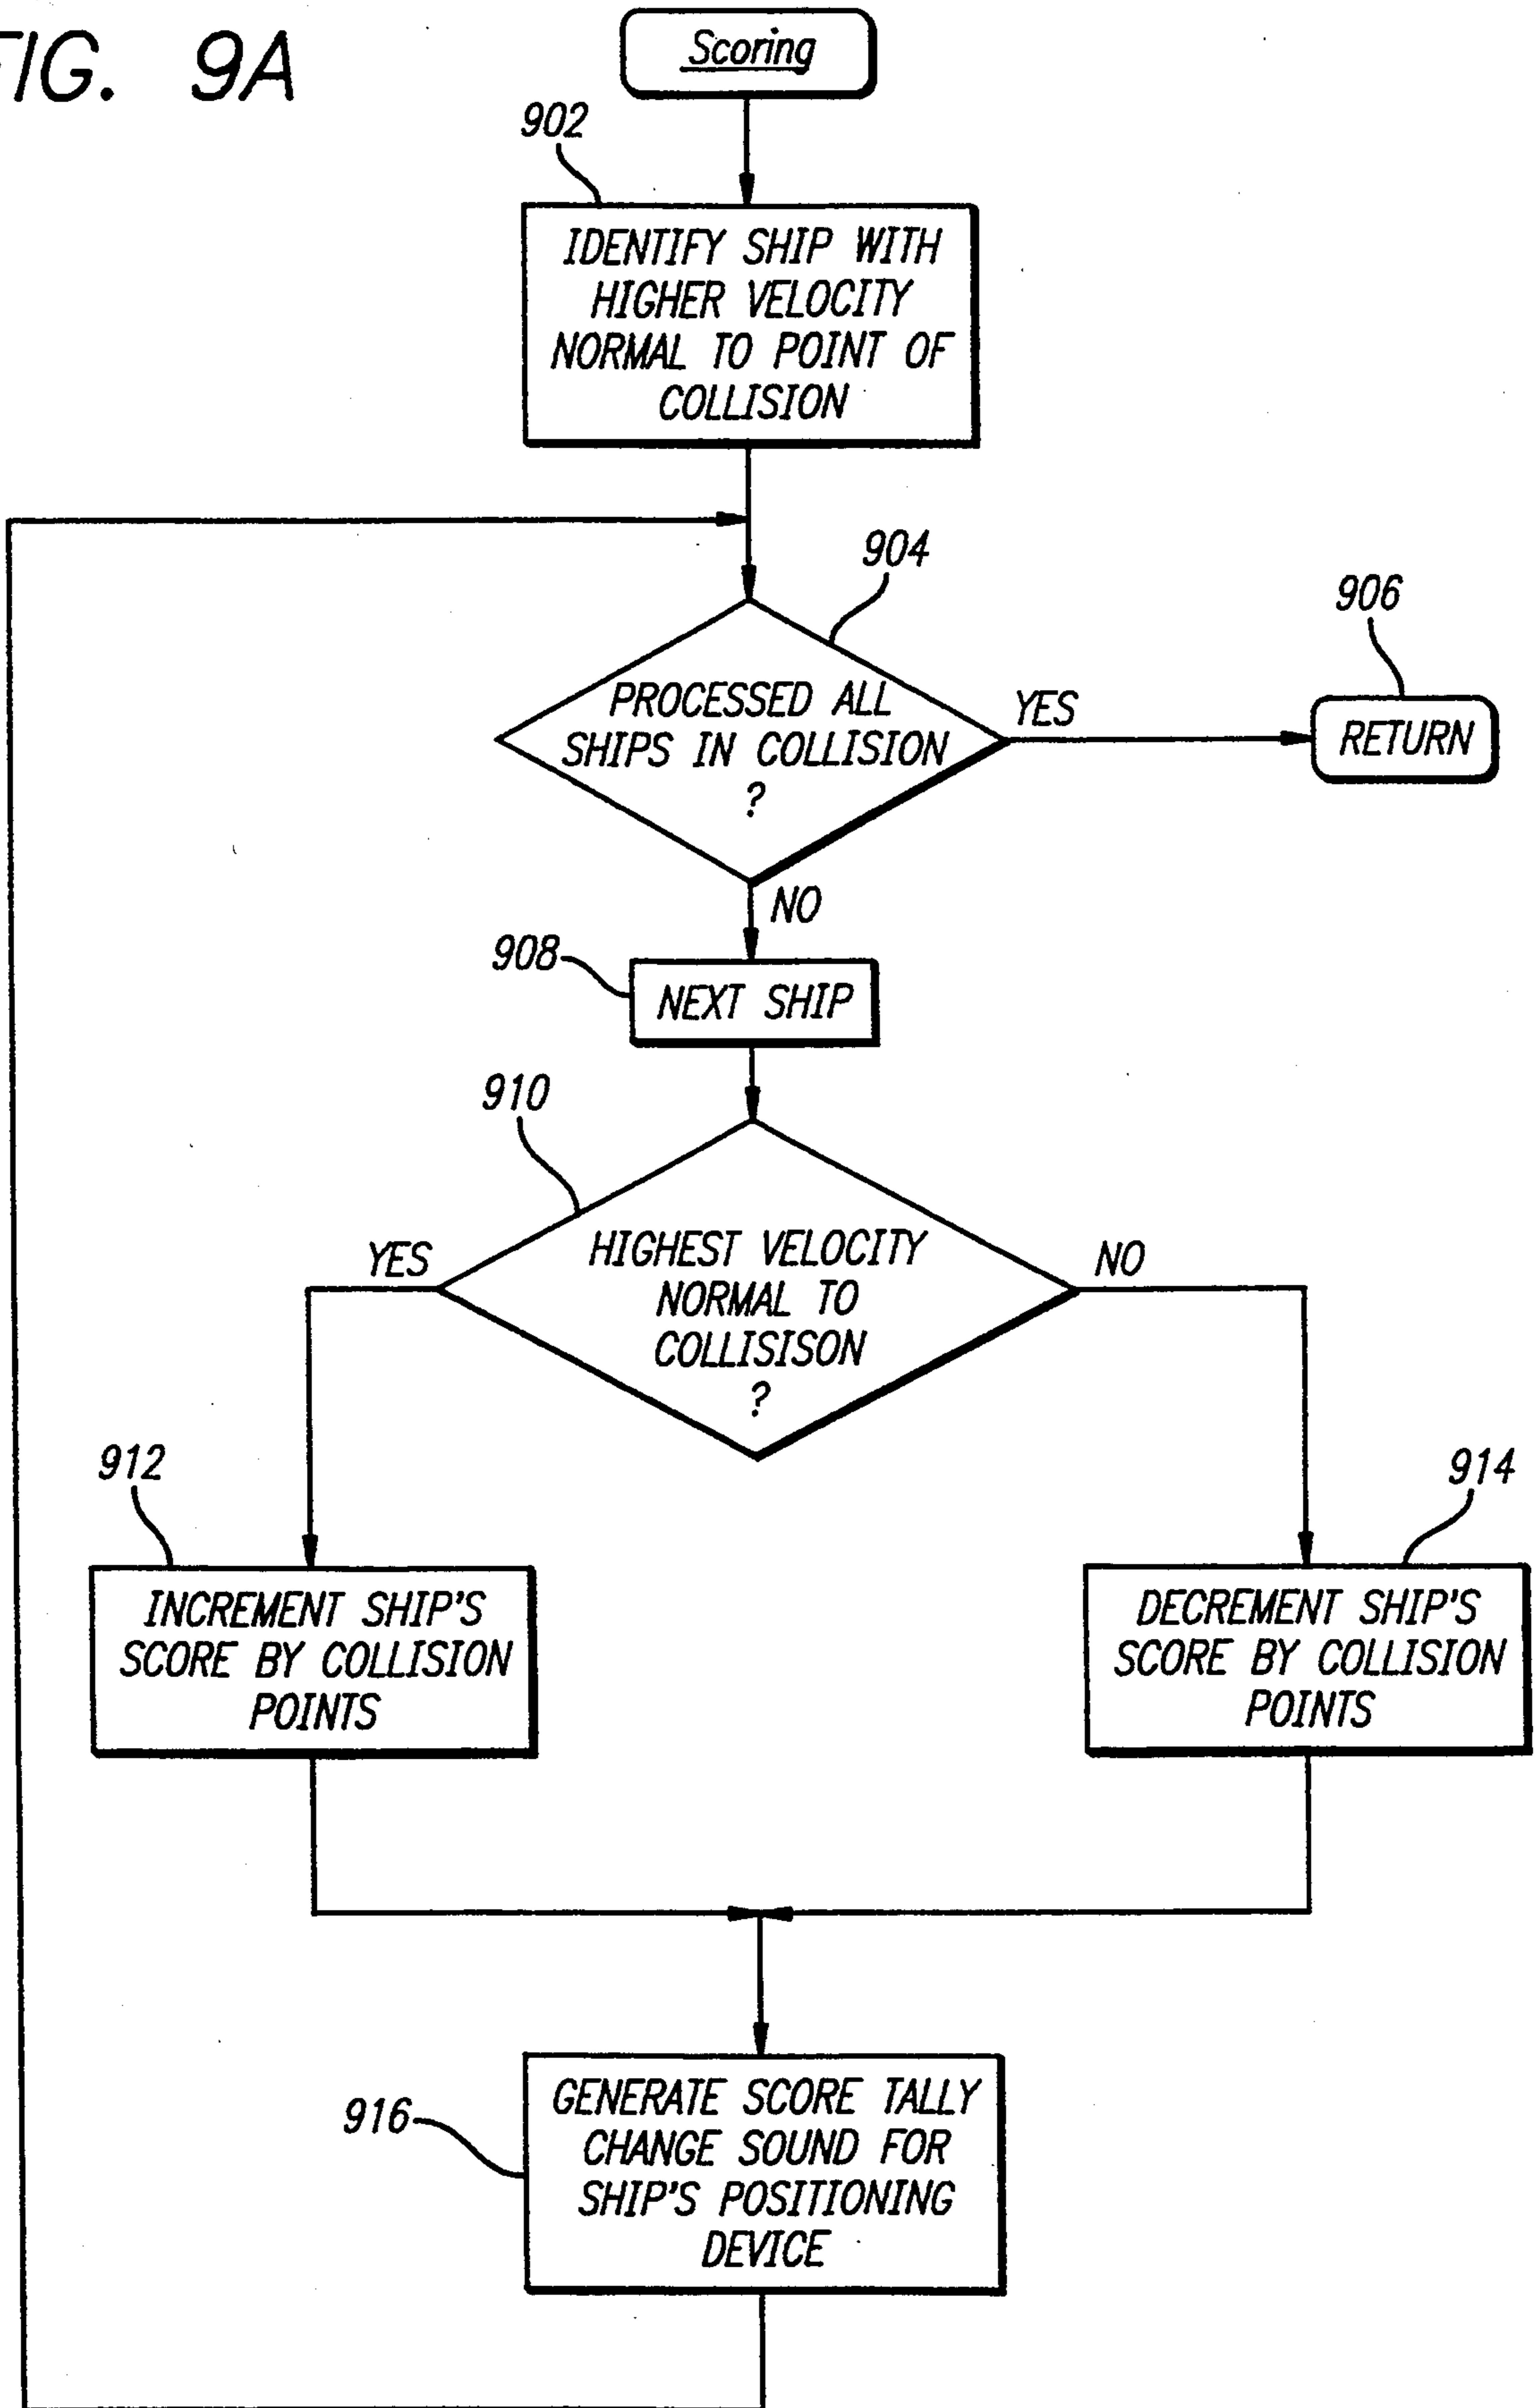 FIG. 9A
Scoring
902
IDENTIFY SHIP WITH
HIGHER VELOCITY
NORMAL TO POINT OF
COLLISION
904
906
PROCESSED ALL
SHIPS IN COLLISION
?
YES
RETURN
NO
908
NEXT SHIP
910
YES
HIGHEST VELOCITY
NORMAL TO
COLLISISON
?
NO
912
914
INCREMENT SHIP'S
SCORE BY COLLISION
POINTS
DECREMENT SHIP'S
SCORE BY COLLISION
POINTS
916
GENERATE SCORE TALLY
CHANGE SOUND FOR
SHIP'S POSITIONING
DEVICE